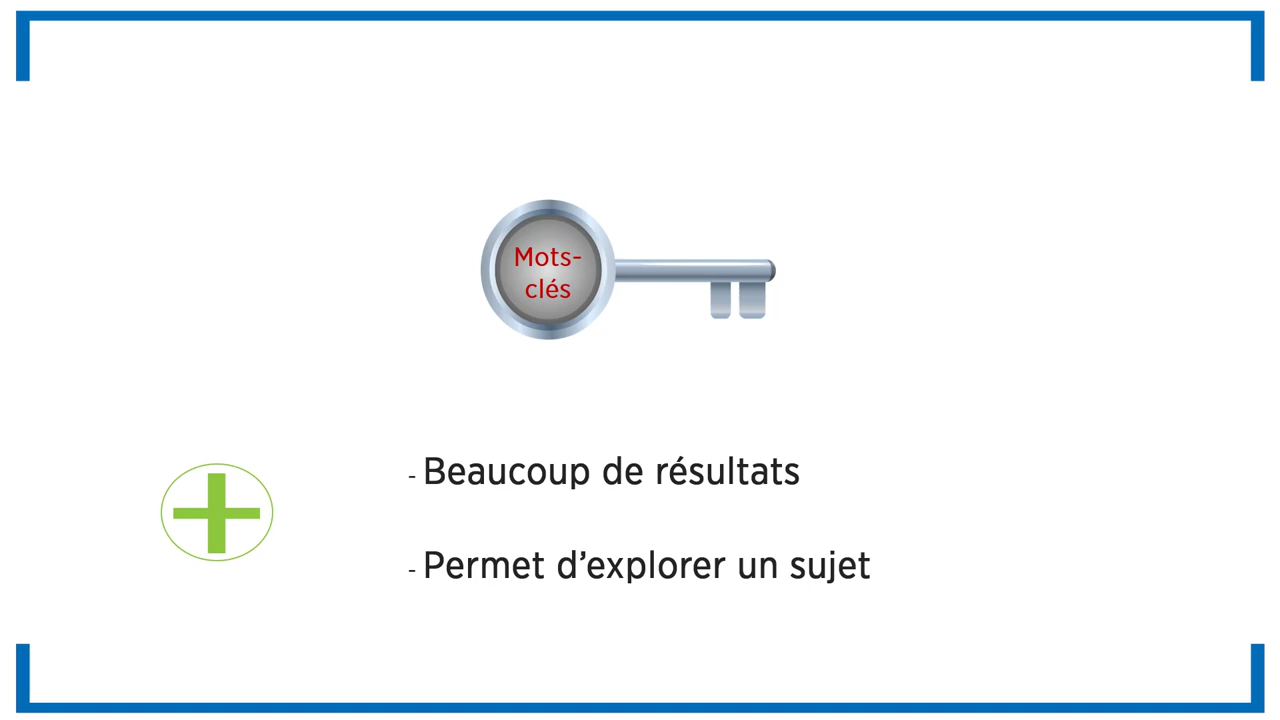 Mots-
clés
- Beaucoup de résultats
- Permet d’explorer un sujet